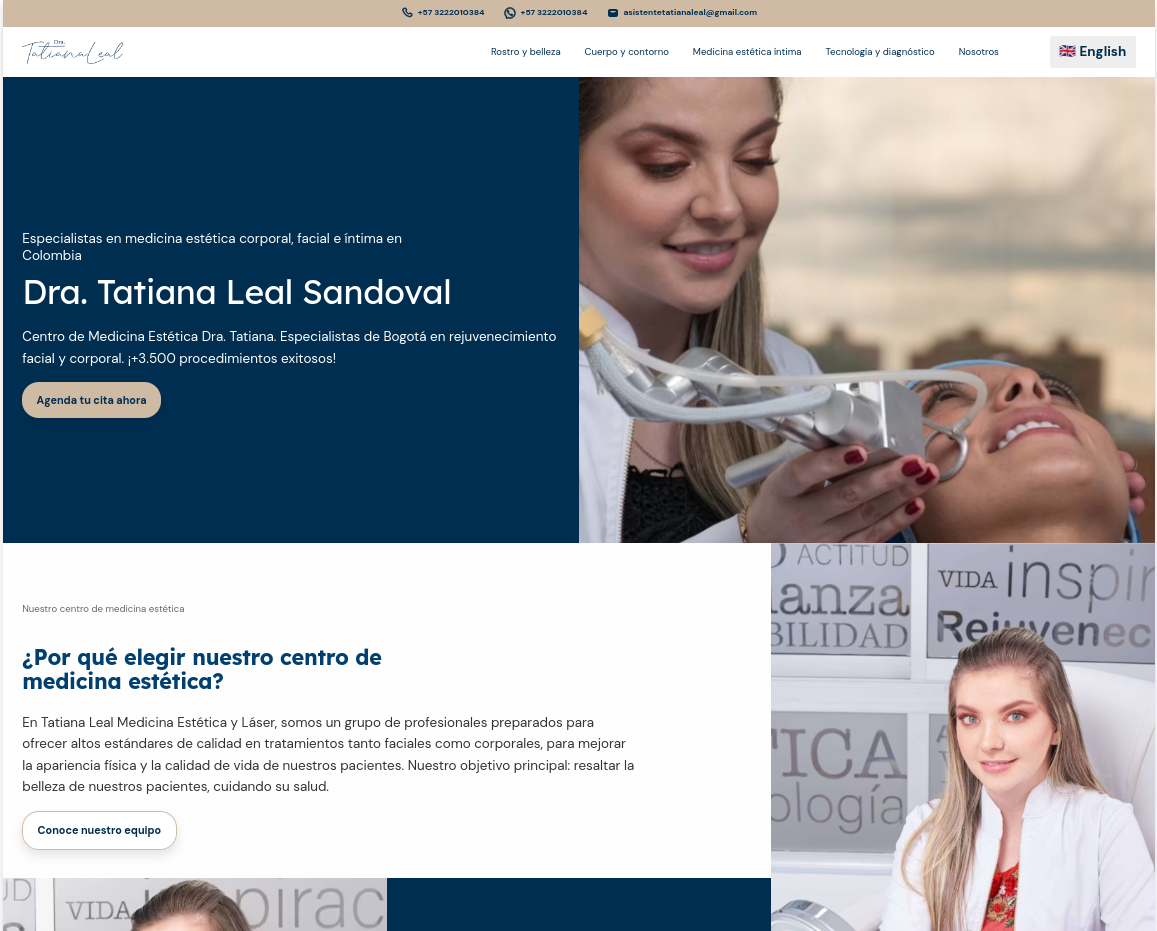 +57 3222010384 +57 3222010384 asistentetatianaleal@gmail.com
Dra.
Tatiana Leal
Rostro y belleza Cuerpo y contorno Medicina estética íntima Tecnología y diagnóstico Nosotros English
Especialistas en medicina estética corporal, facial e íntima en
Colombia
Dra. Tatiana Leal Sandoval
Centro de Medicina Estética Dra. Tatiana. Especialistas de Bogotá en rejuvenecimiento
facial y corporal. ¡+3.500 procedimientos exitosos!
Agenda tu cita ahora
ACTITUD
VIDA inspir
anza
BILIDAD
Rejuvenec
Nuestro centro de medicina estética
¿Por qué elegir nuestro centro de
medicina estética?
En Tatiana Leal Medicina Estética y Láser, somos un grupo de profesionales preparados para
ofrecer altos estándares de calidad en tratamientos tanto faciales como corporales, para mejorar
la apariencia física y la calidad de vida de nuestros pacientes. Nuestro objetivo principal: resaltar la
belleza de nuestros pacientes, cuidando su salud.
TICA
ología
Conoce nuestro equipo
UD
VIDA inspirac